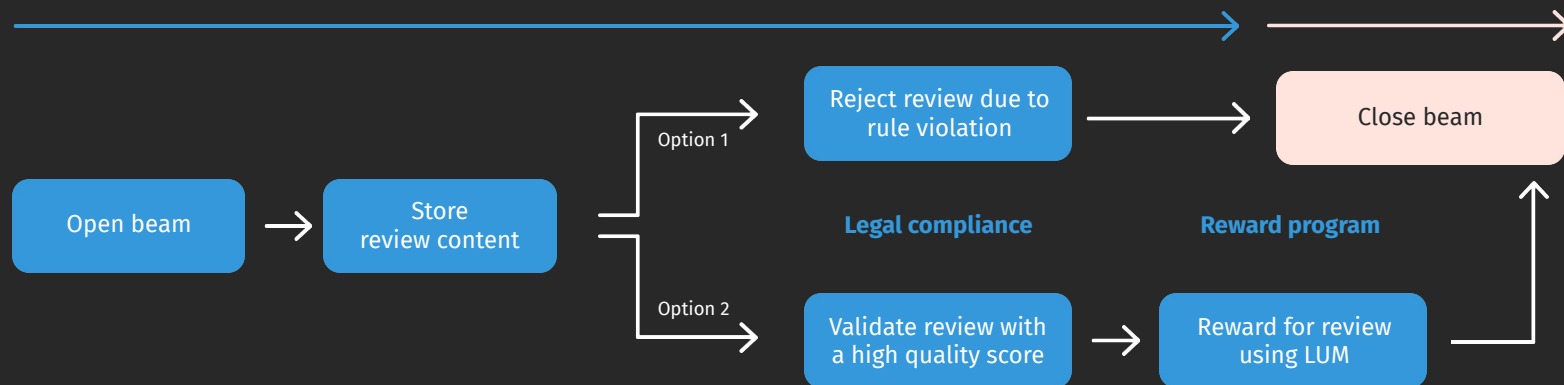 Open beam
Store
review content
Option 1
Reject review due to
rule violation
Close beam
Legal compliance
Reward program
Option 2
Validate review with
a high quality score
Reward for review
using LUM